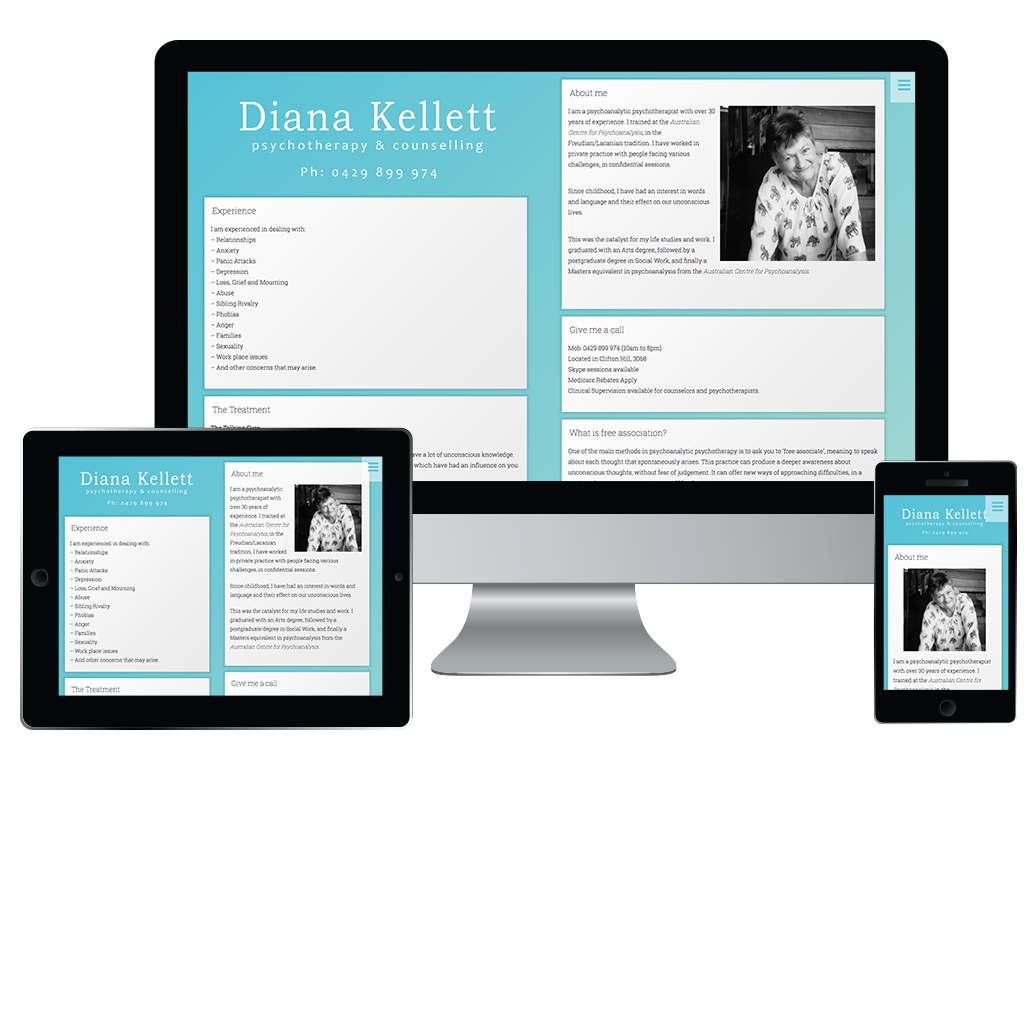 Diana Kellett
psychotherapy & counselling
Ph: 0429 899 974
Experience
I am experienced in dealing with:
– Relationships
– Anxiety
– Panic Attacks
– Depression
– Loss, Grief and Mourning
– Abuse
– Sibling Rivalry
– Phobias
– Anger
– Families
– Sexuality
– Work place issues
– And other concerns that may arise.
The Treatment
The Talking Cure
ave a lot of unconscious knowledge.
which have had an influence on you.
About me
I am a psychoanalytic psychotherapist with over 30
years of experience. I trained at the Australian
Centre for Psychoanalysis, in the
Freudian/Lacanian tradition. I have worked in
private practice with people facing various
challenges, in confidential sessions.
Since childhood, I have had an interest in words
and language and their effect on our unconscious
lives.
This was the catalyst for my life studies and work. I
graduated with an Arts degree, followed by a
postgraduate degree in Social Work, and finally a
Masters equivalent in psychoanalysis from the Australian Centre for Psychoanalysis.
Give me a call
Mob: 0429 899 974 (10am to 8pm)
Located in Clifton Hill, 3068
Skype sessions available
Medicare Rebates Apply
Clinical Supervision available for counselors and psychotherapists.
What is free association?
One of the main methods in psychoanalytic psychotherapy is to ask you to 'free associate', meaning to speak
about each thought that spontaneously arises. This practice can produce a deeper awareness about
unconscious thoughts, without fear of judgement. It can offer new ways of approaching difficulties, in a
Diana Kellett
psychotherapy & counselling
Ph: 0429 899 974
Experience
I am experienced in dealing with:
– Relationships
– Anxiety
– Panic Attacks
– Depression
– Loss, Grief and Mourning
– Abuse
– Sibling Rivalry
– Phobias
– Anger
– Families
– Sexuality
– Work place issues
– And other concerns that may arise.
The Treatment
About me
I am a psychoanalytic
psychotherapist with
over 30 years of
experience. I trained at
the Australian Centre for
Psychoanalysis, in the
Freudian/Lacanian
tradition. I have worked
in private practice with people facing various
challenges, in confidential sessions.
Since childhood, I have had an interest in words and
language and their effect on our unconscious lives.
This was the catalyst for my life studies and work. I
graduated with an Arts degree, followed by a
postgraduate degree in Social Work, and finally a
Masters equivalent in psychoanalysis from the
Australian Centre for Psychoanalysis.
Give me a call
Diana Kellett
psychotherapy & counselling
Ph: 0429 899 974
About me
I am a psychoanalytic psychotherapist
with over 30 years of experience. I
trained at the Australian Centre for
Psychoanalysis, in the